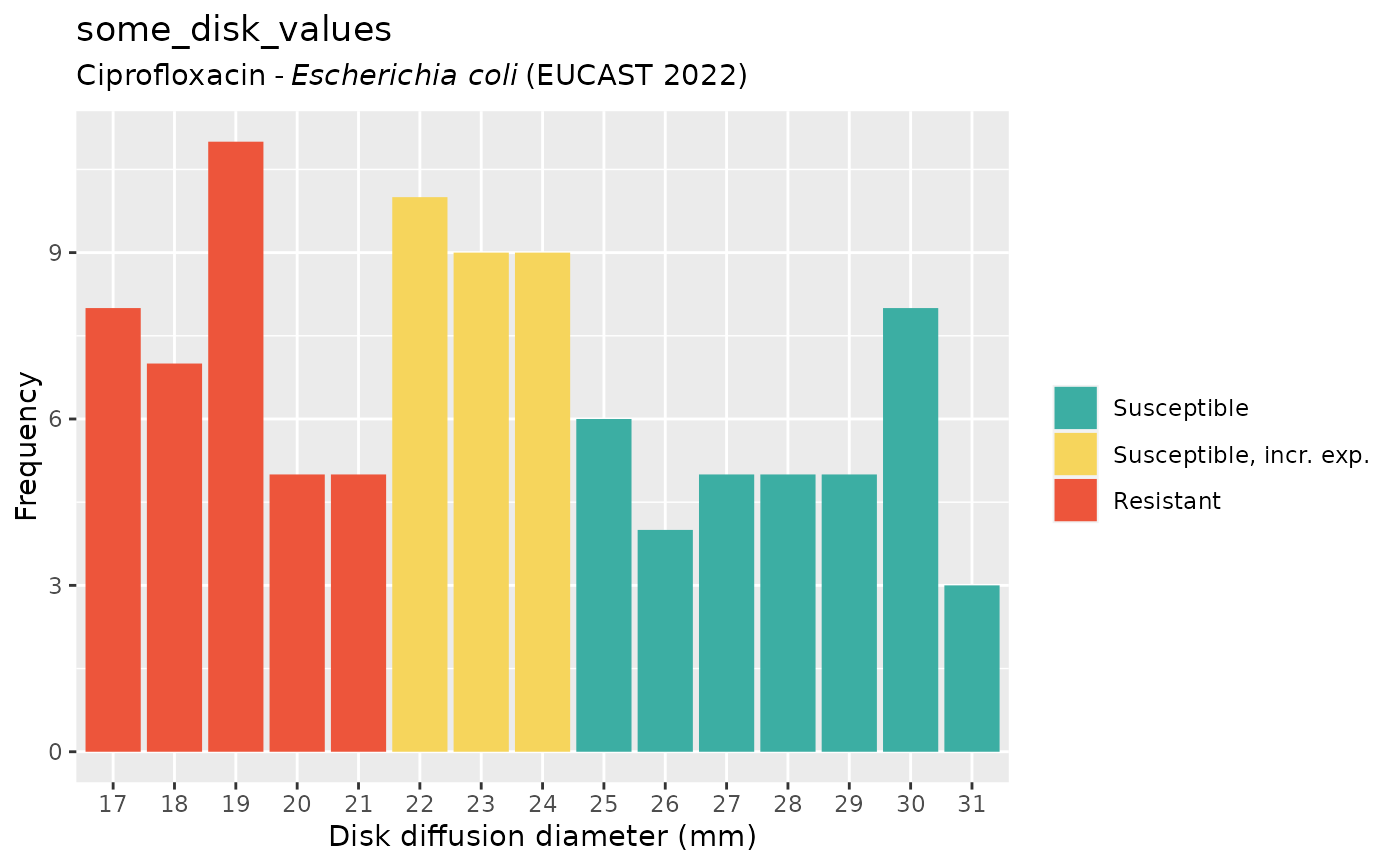 some_disk_values
Ciprofloxacin - Escherichia coli (EUCAST 2022)
Frequency
9
6
3
0
17 18 19 20 21 22 23 24 25 26 27 28 29 30 31
Disk diffusion diameter (mm)
Susceptible
Susceptible, incr. exp.
Resistant